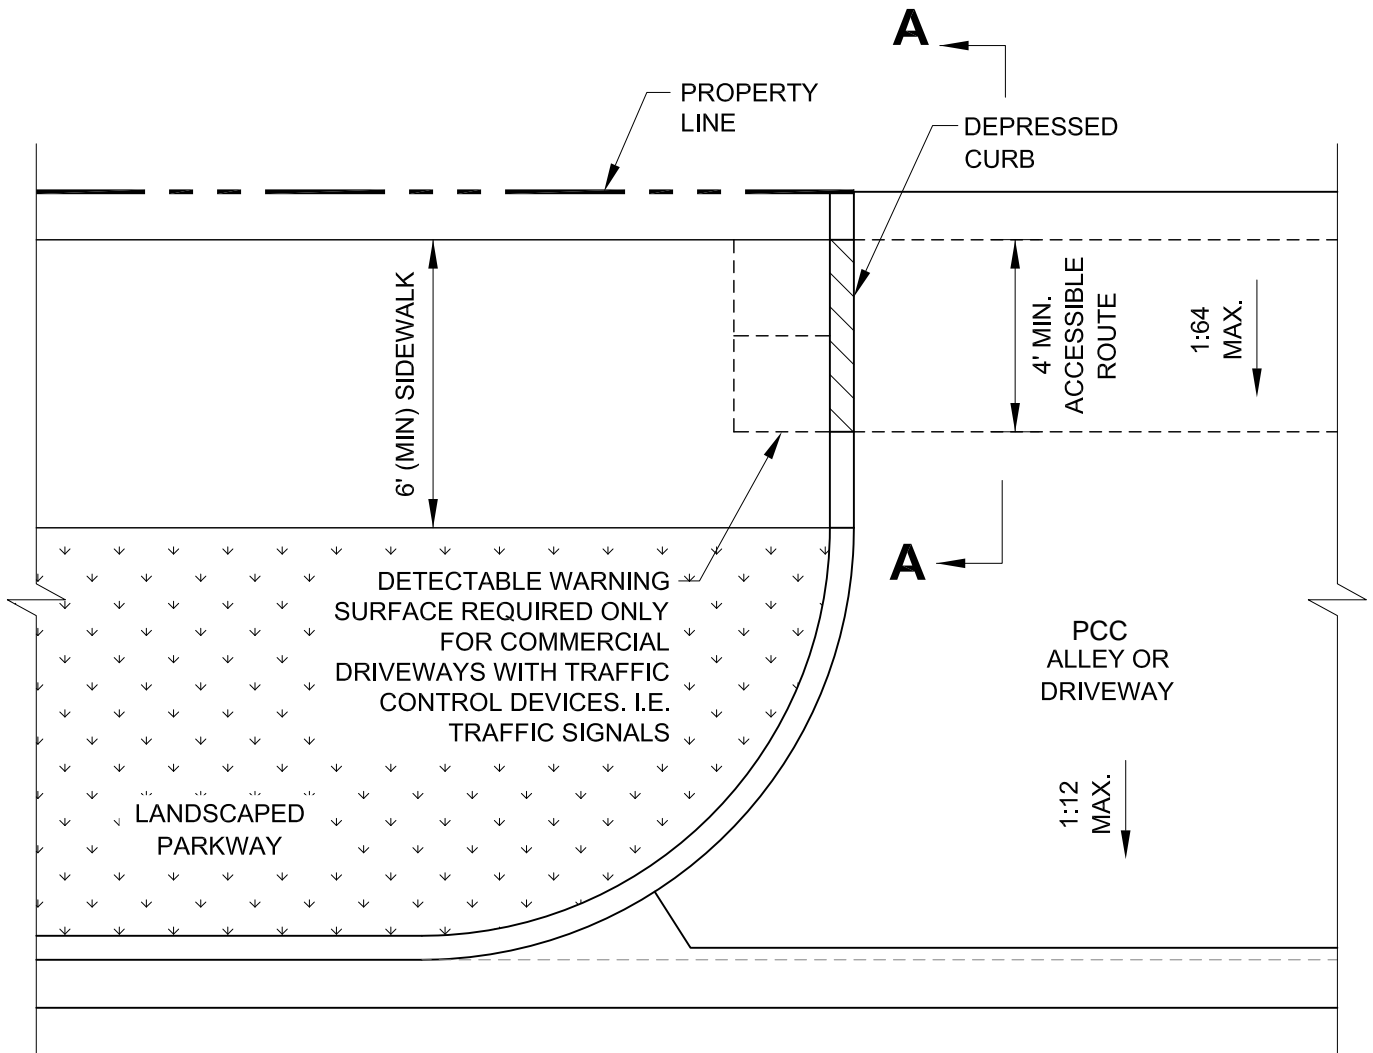 A
PROPERTY
LINE
DEPRESSED
CURB
6' (MIN) SIDEWALK
4' MIN.
ACCESSIBLE
ROUTE
1:64
MAX.
A
DETECTABLE WARNING
SURFACE REQUIRED ONLY
FOR COMMERCIAL
DRIVEWAYS WITH TRAFFIC
CONTROL DEVICES. I.E.
TRAFFIC SIGNALS
PCC
ALLEY OR
DRIVEWAY
1:12
MAX.
LANDSCAPED
PARKWAY